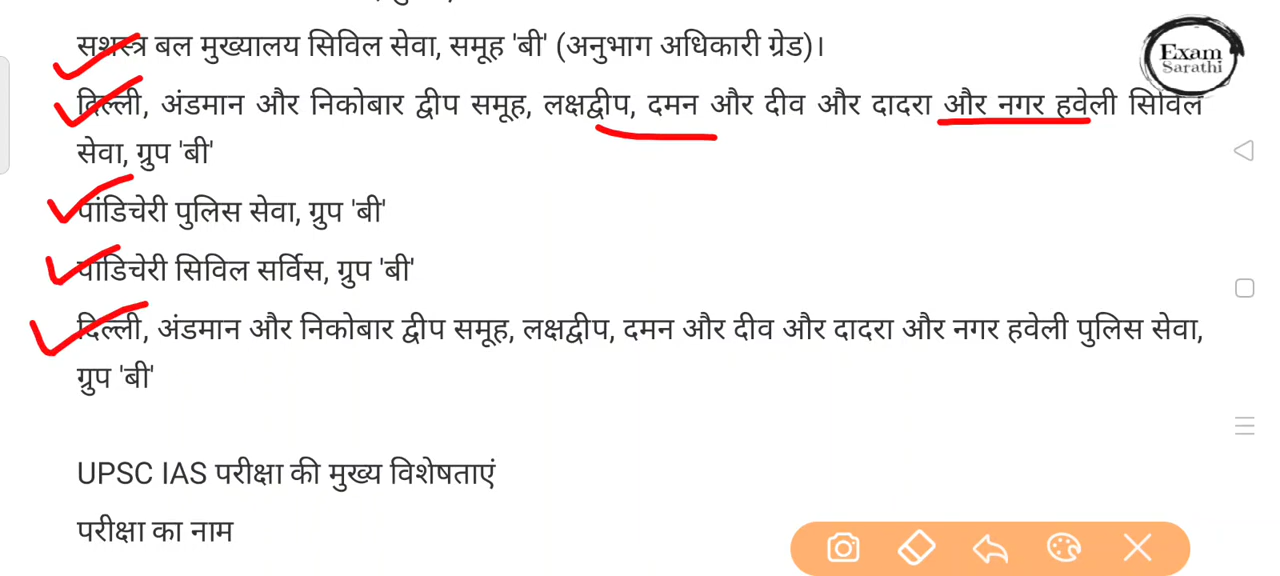 सशस्त्र बल मुख्यालय सिविल सेवा, समूह 'बी' (अनुभाग अधिकारी ग्रेड)।
Exam
Sarathi
दिल्ली, अंडमान और निकोबार द्वीप समूह, लक्षद्वीप, दमन और दीव और दादरा और नगर हवेली सिविल
सेवा, ग्रुप 'बी'
पांडिचेरी पुलिस सेवा, ग्रुप 'बी'
पांडिचेरी सिविल सर्विस, ग्रुप 'बी'
दिल्ली, अंडमान और निकोबार द्वीप समूह, लक्षद्वीप, दमन और दीव और दादरा और नगर हवेली पुलिस सेवा,
ग्रुप 'बी'
UPSC IAS परीक्षा की मुख्य विशेषताएं
परीक्षा का नाम